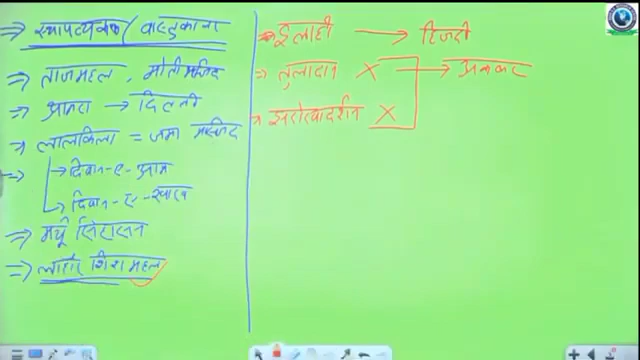 ⇒ स्थापत्यकला / वास्तुकला
⇒ ताजमहल, मोती मस्जिद
⇒ आगरा → दिल्ली
⇒ लालकिला = जमा मस्जिद
⇒ → दिवान-ए-आम
→ दिवान-ए-खास
⇒ मयूर सिंहासन
⇒ लाहौर शिश महल
⇒ इलाही → हिजरी
⇒ तुलादान X → अकबर
⇒ झरोखादर्शन X